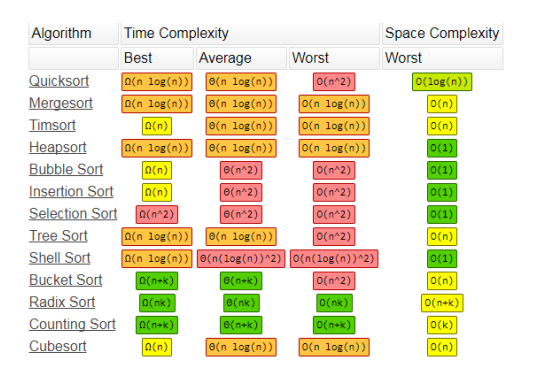 Algorithm Time Complexity Space Complexity
Best Average Worst Worst
Quicksort Ω(n log(n)) Θ(n log(n)) O(n^2) O(log(n))
Mergesort Ω(n log(n)) Θ(n log(n)) O(n log(n)) O(n)
Timsort Ω(n) Θ(n log(n)) O(n log(n)) O(n)
Heapsort Ω(n log(n)) Θ(n log(n)) O(n log(n)) O(1)
Bubble Sort Ω(n) Θ(n^2) O(n^2) O(1)
Insertion Sort Ω(n) Θ(n^2) O(n^2) O(1)
Selection Sort Ω(n^2) Θ(n^2) O(n^2) O(1)
Tree Sort Ω(n log(n)) Θ(n log(n)) O(n^2) O(n)
Shell Sort Ω(n log(n)) Θ(n(log(n))^2) O(n(log(n))^2) O(1)
Bucket Sort Ω(n+k) Θ(n+k) O(n^2) O(n)
Radix Sort Ω(nk) Θ(nk) O(nk) O(n+k)
Counting Sort Ω(n+k) Θ(n+k) O(n+k) O(k)
Cubesort Ω(n) Θ(n log(n)) O(n log(n)) O(n)